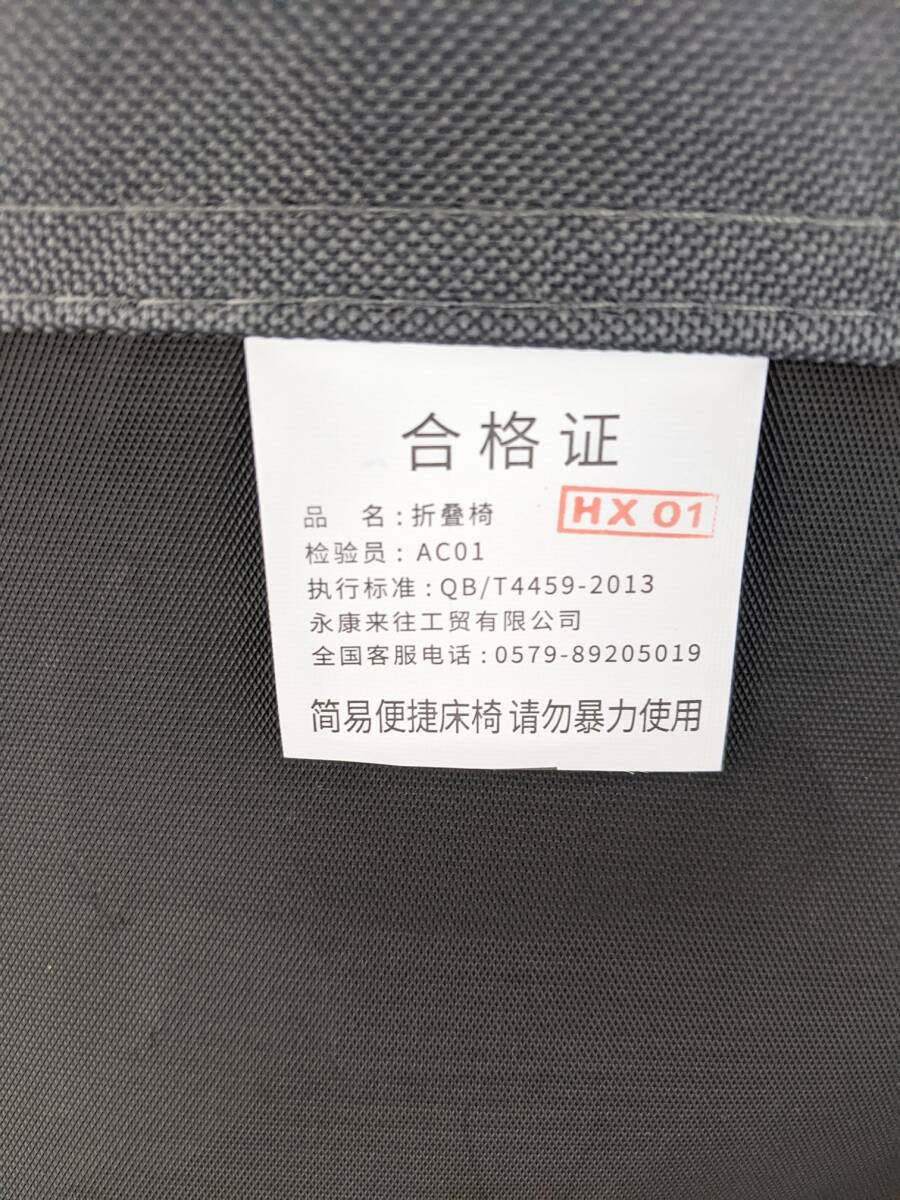 合格证
品　名:折叠椅
HX 01
检验员: AC01
执行标准:QB/T4459-2013
永康来往工贸有限公司
全国客服电话:0579-89205019
简易便捷床椅 请勿暴力使用